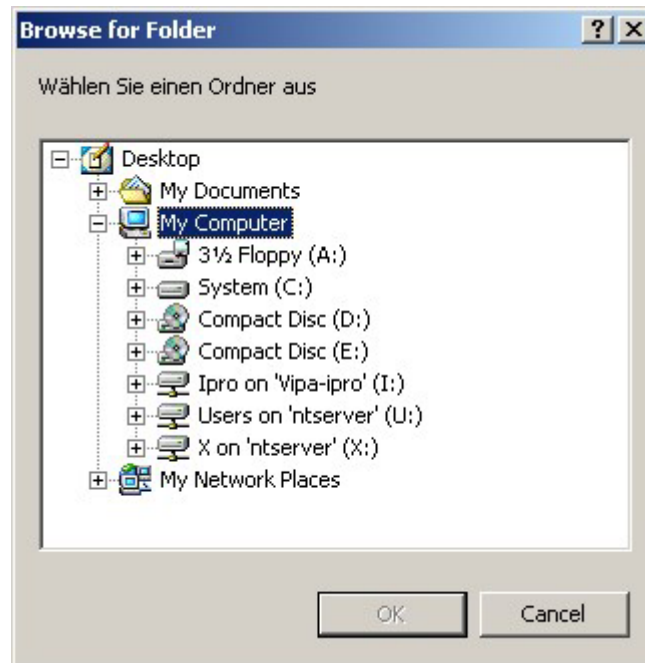 Browse for Folder
Wählen Sie einen Ordner aus
Desktop
My Documents
My Computer
3½ Floppy (A:)
System (C:)
Compact Disc (D:)
Compact Disc (E:)
Ipro on 'Vipa-ipro' (I:)
Users on 'ntserver' (U:)
X on 'ntserver' (X:)
My Network Places
OK Cancel